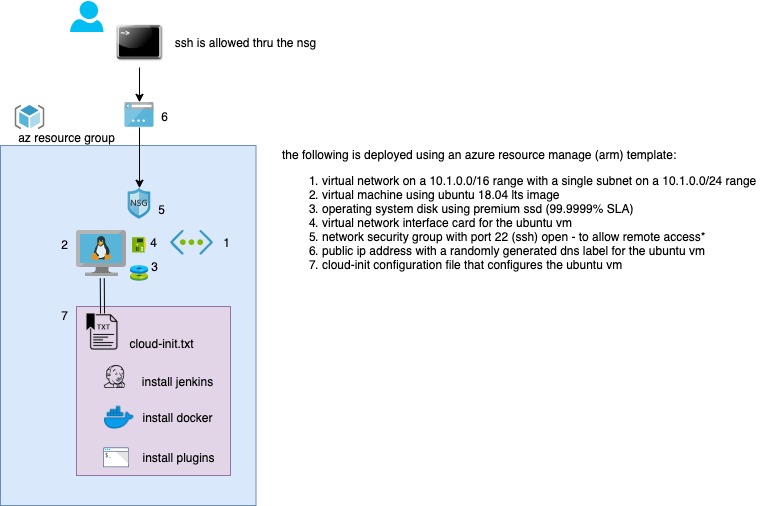 ssh is allowed thru the nsg
6
az resource group
the following is deployed using an azure resource manage (arm) template:
1. virtual network on a 10.1.0.0/16 range with a single subnet on a 10.1.0.0/24 range
2. virtual machine using ubuntu 18.04 lts image
3. operating system disk using premium ssd (99.9999% SLA)
4. virtual network interface card for the ubuntu vm
5. network security group with port 22 (ssh) open - to allow remote access*
6. public ip address with a randomly generated dns label for the ubuntu vm
7. cloud-init configuration file that configures the ubuntu vm
NSG
5
2
4
1
3
7
TXT
cloud-init.txt
install jenkins
install docker
install plugins